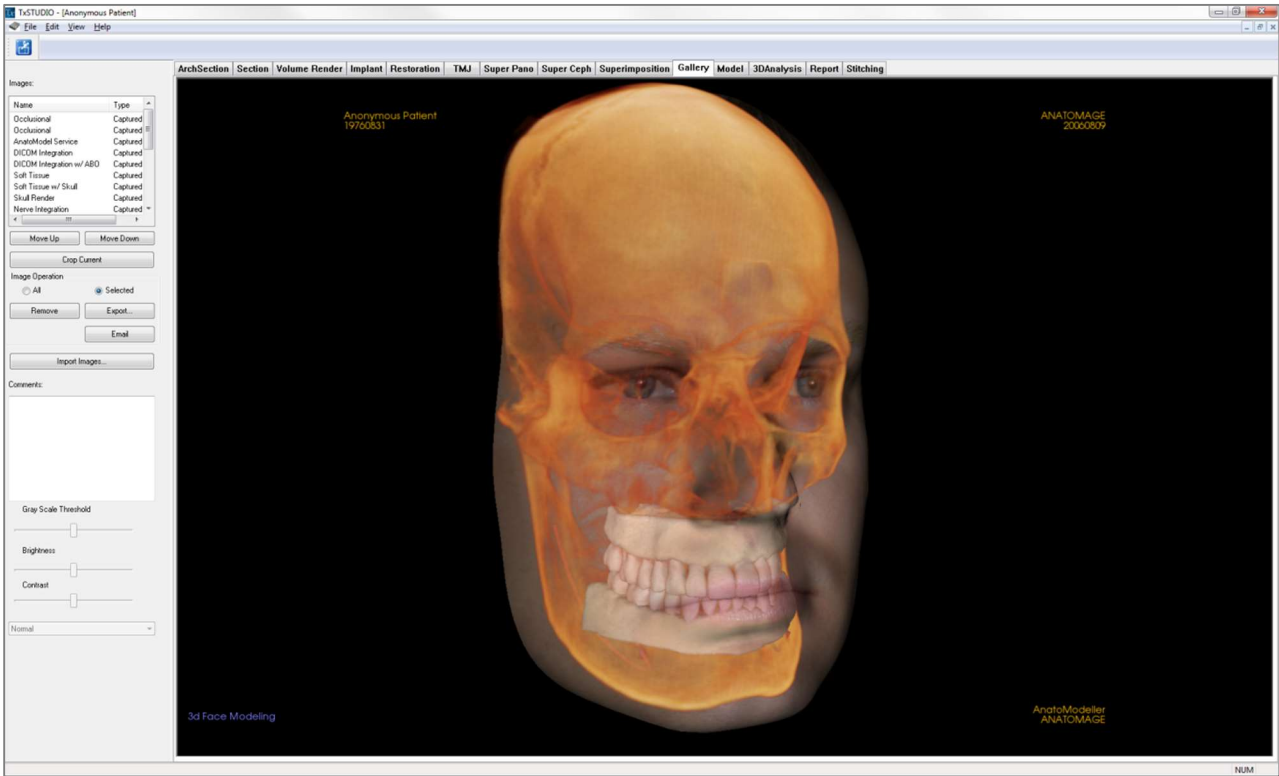 TxSTUDIO - [Anonymous Patient]
File Edit View Help
ArchSection Section Volume Render Implant Restoration TMJ Super Pano Super Ceph Superimposition Gallery Model 3DAnalysis Report Stitching
Images:
Name Type
Occlusional Captured
Occlusional Captured
AnatoModel Service Captured
DICOM Integration Captured
DICOM Integration w/ ABO Captured
Soft Tissue Captured
Soft Tissue w/ Skull Captured
Skull Render Captured
Nerve Integration Captured
Move Up Move Down
Crop Current
Image Operation
All Selected
Remove Export...
Email
Import Images...
Comments:
Gray Scale Threshold
Brightness
Contrast
Normal
Anonymous Patient
19760831
ANATOMAGE
20060809
3d Face Modeling
AnatoModeller
ANATOMAGE
NUM